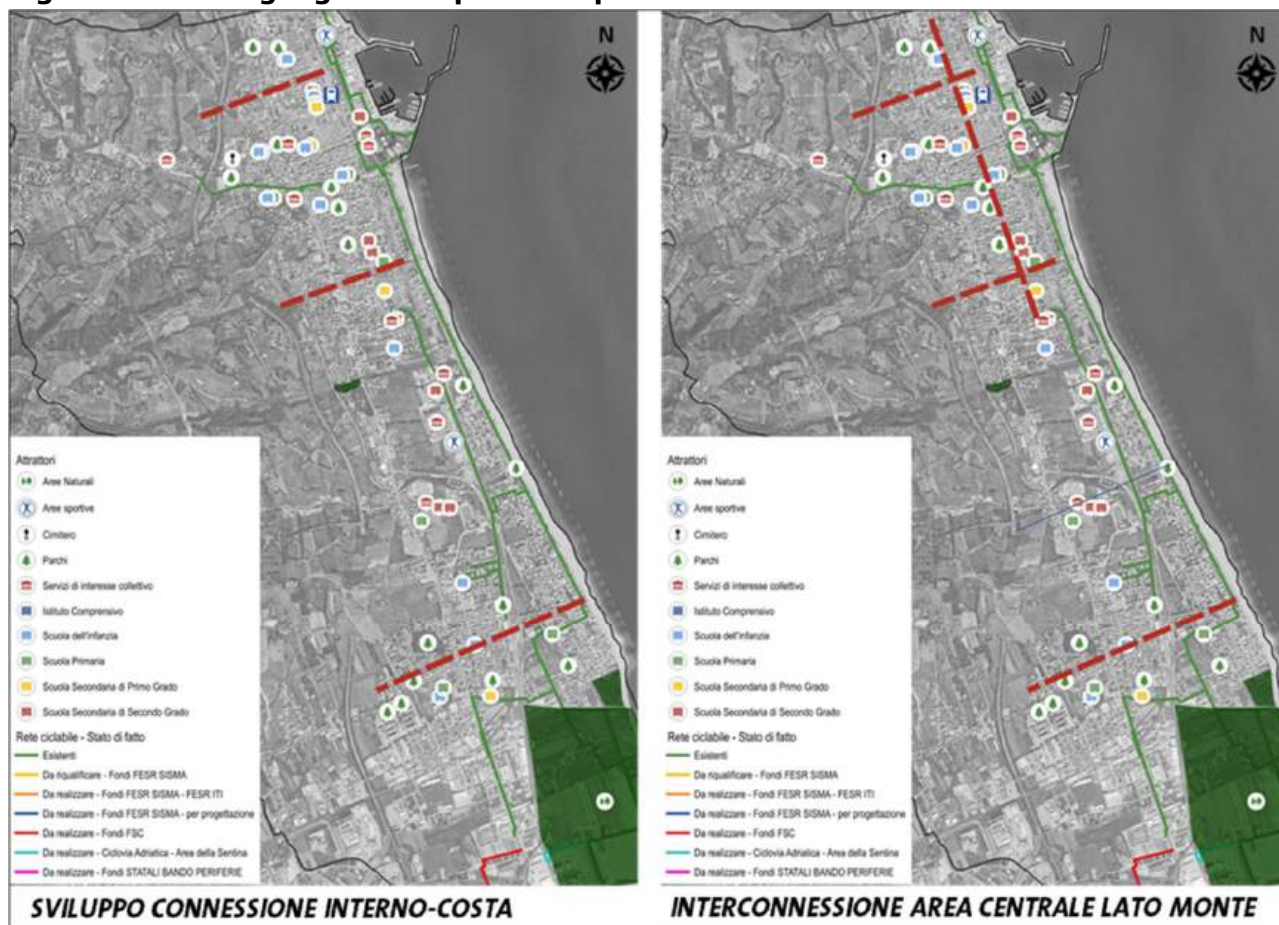 N
Attrattori
Aree Naturali
Aree sportive
Cimitero
Parchi
Servizi di interesse collettivo
Istituto Comprensivo
Scuola dell'infanzia
Scuola Primaria
Scuola Secondaria di Primo Grado
Scuola Secondaria di Secondo Grado
Rete ciclabile - Stato di fatto
Esistenti
Da riqualificare - Fondi FESR SISMA
Da realizzare - Fondi FESR SISMA - FESR ITI
Da realizzare - Fondi FESR SISMA - per progettazione
Da realizzare - Fondi FSC
Da realizzare - Ciclovia Adriatica - Area della Sentina
Da realizzare - Fondi STATALI BANDO PERIFERIE
SVILUPPO CONNESSIONE INTERNO-COSTA
N
Attrattori
Aree Naturali
Aree sportive
Cimitero
Parchi
Servizi di interesse collettivo
Istituto Comprensivo
Scuola dell'infanzia
Scuola Primaria
Scuola Secondaria di Primo Grado
Scuola Secondaria di Secondo Grado
Rete ciclabile - Stato di fatto
Esistenti
Da riqualificare - Fondi FESR SISMA
Da realizzare - Fondi FESR SISMA - FESR ITI
Da realizzare - Fondi FESR SISMA - per progettazione
Da realizzare - Fondi FSC
Da realizzare - Ciclovia Adriatica - Area della Sentina
Da realizzare - Fondi STATALI BANDO PERIFERIE
INTERCONNESSIONE AREA CENTRALE LATO MONTE